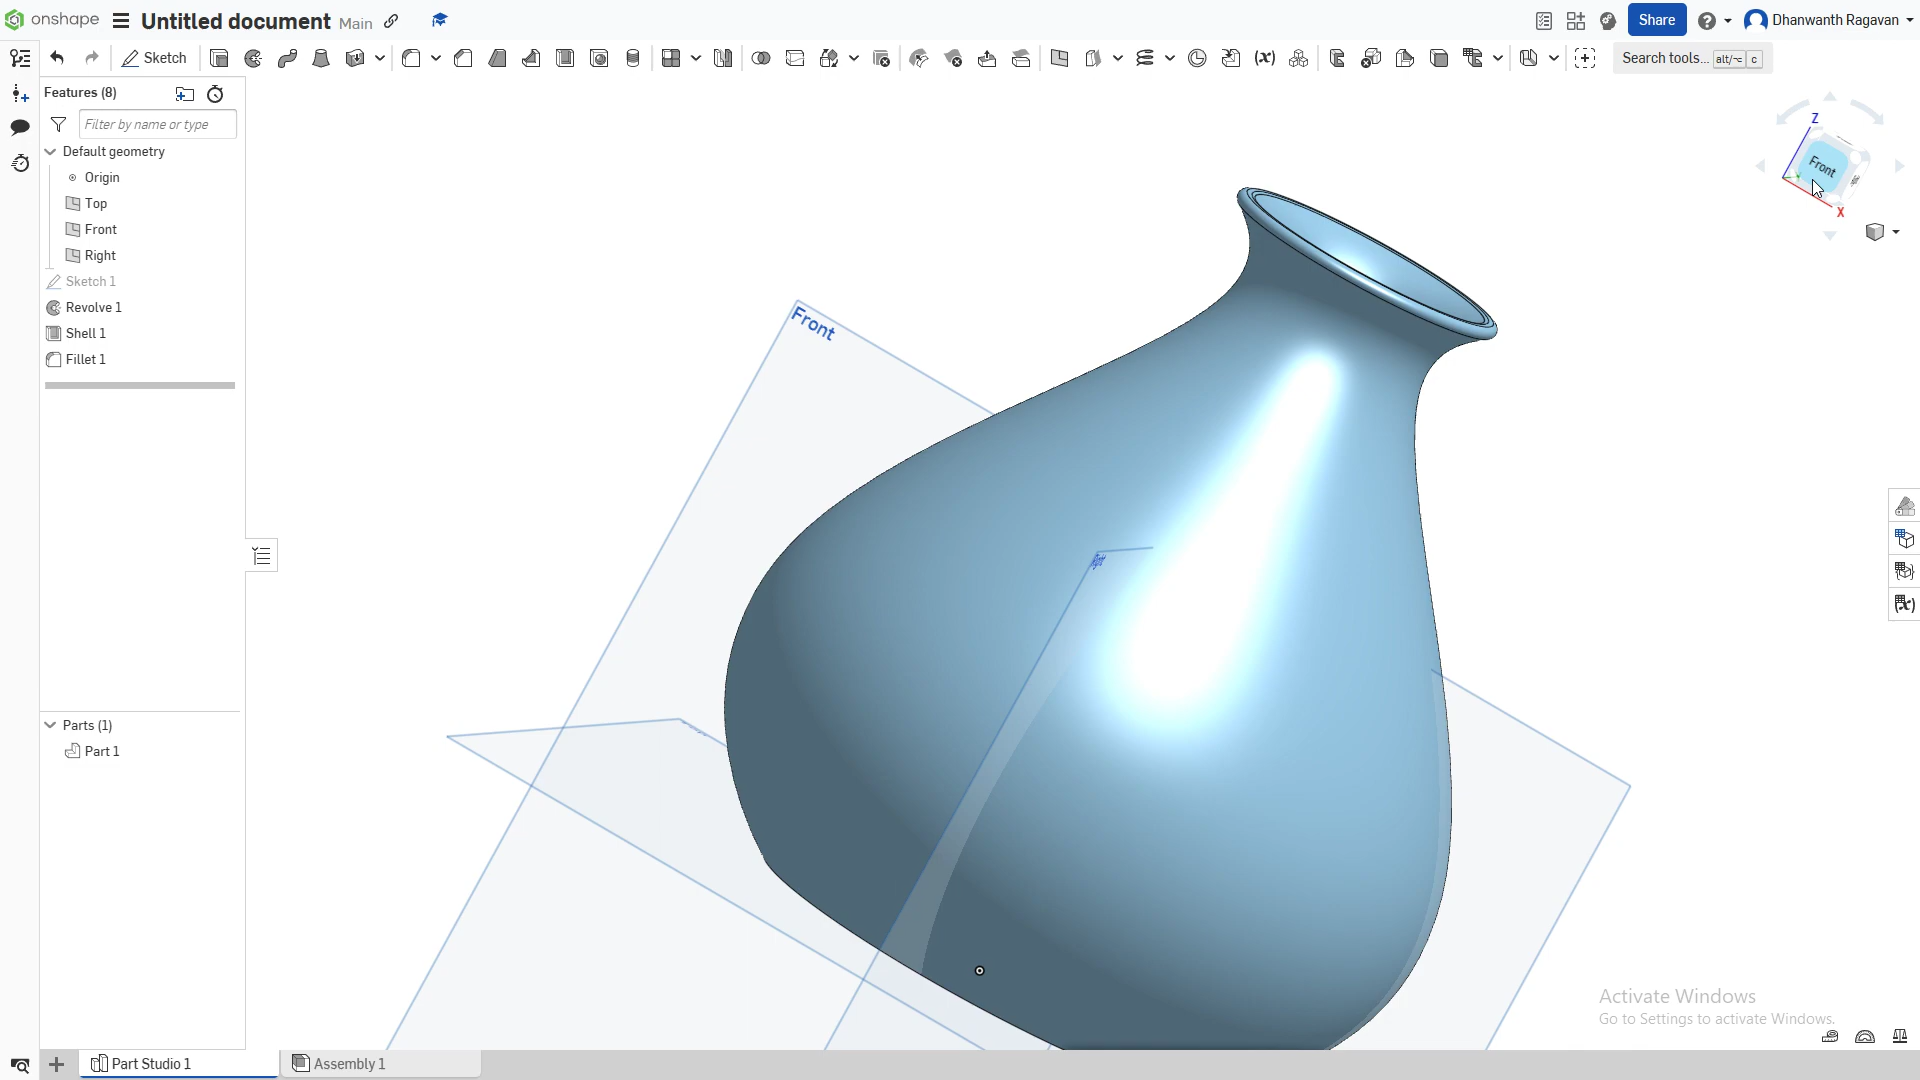 onshape Untitled document Main Share Dhanwanth Ragavan
Sketch Search tools... alt/⌥ c
Features (8)
Filter by name or type
Default geometry
Origin
Top
Front
Right
Sketch 1
Revolve 1
Shell 1
Fillet 1
Parts (1)
Part 1
Front
Right
Z
Front
X
Activate Windows
Go to Settings to activate Windows.
Part Studio 1
Assembly 1